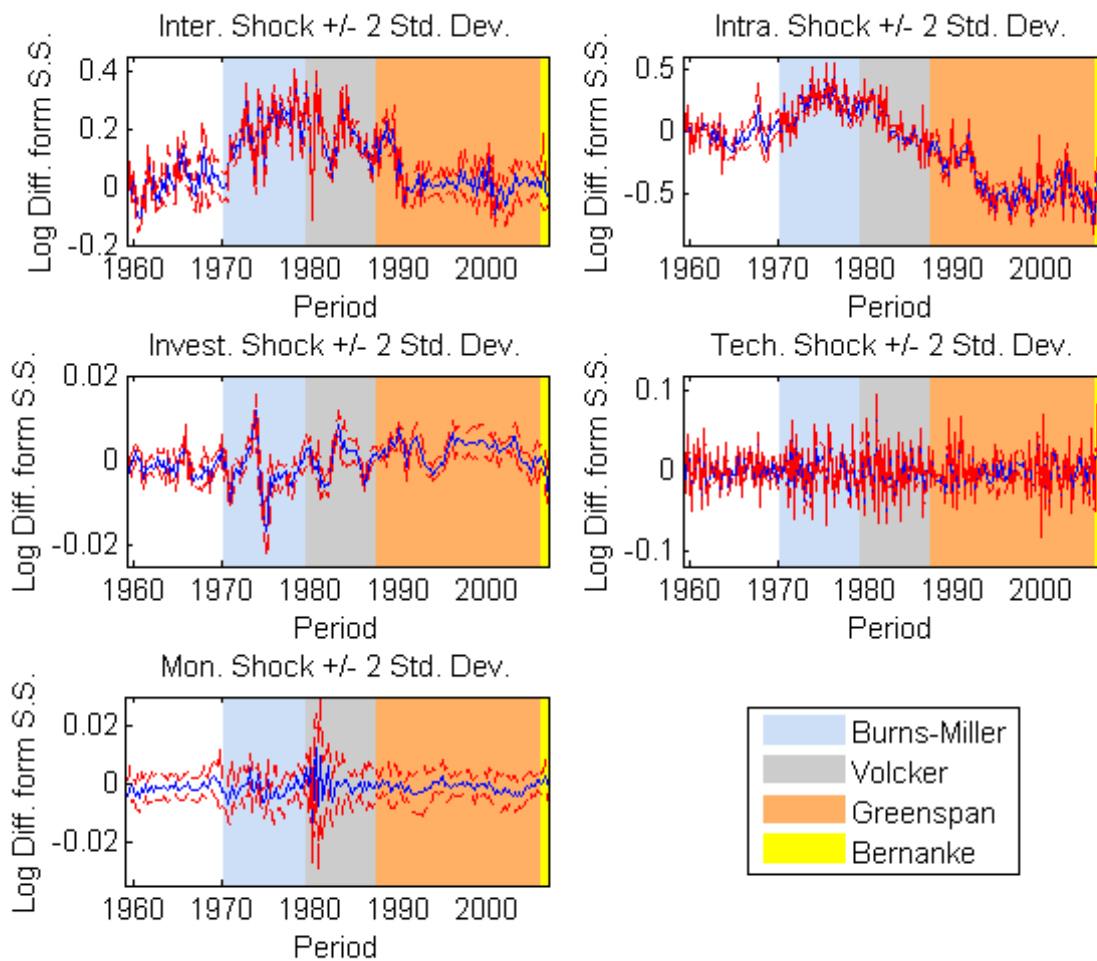 Inter. Shock +/- 2 Std. Dev.
Log Diff. form S.S.
0.4
0.2
0
-0.2
1960 1970 1980 1990 2000
Period
Intra. Shock +/- 2 Std. Dev.
Log Diff. form S.S.
0.5
0
-0.5
1960 1970 1980 1990 2000
Period
Invest. Shock +/- 2 Std. Dev.
Log Diff. form S.S.
0.02
0
-0.02
1960 1970 1980 1990 2000
Period
Tech. Shock +/- 2 Std. Dev.
Log Diff. form S.S.
0.1
0
-0.1
1960 1970 1980 1990 2000
Period
Mon. Shock +/- 2 Std. Dev.
Log Diff. form S.S.
0.02
0
-0.02
1960 1970 1980 1990 2000
Period
Burns-Miller
Volcker
Greenspan
Bernanke